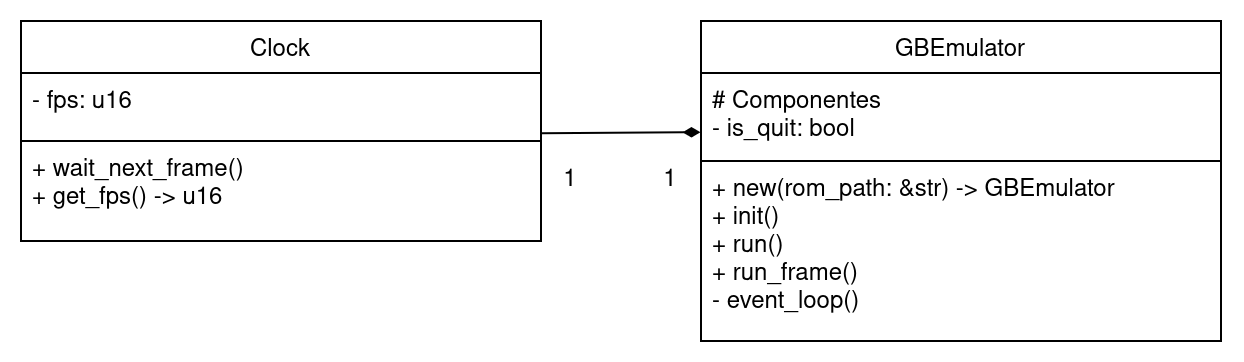 Clock
- fps: u16
+ wait_next_frame()
+ get_fps() -> u16
1
1
GBEmulator
# Componentes
- is_quit: bool
+ new(rom_path: &str) -> GBEmulator
+ init()
+ run()
+ run_frame()
- event_loop()